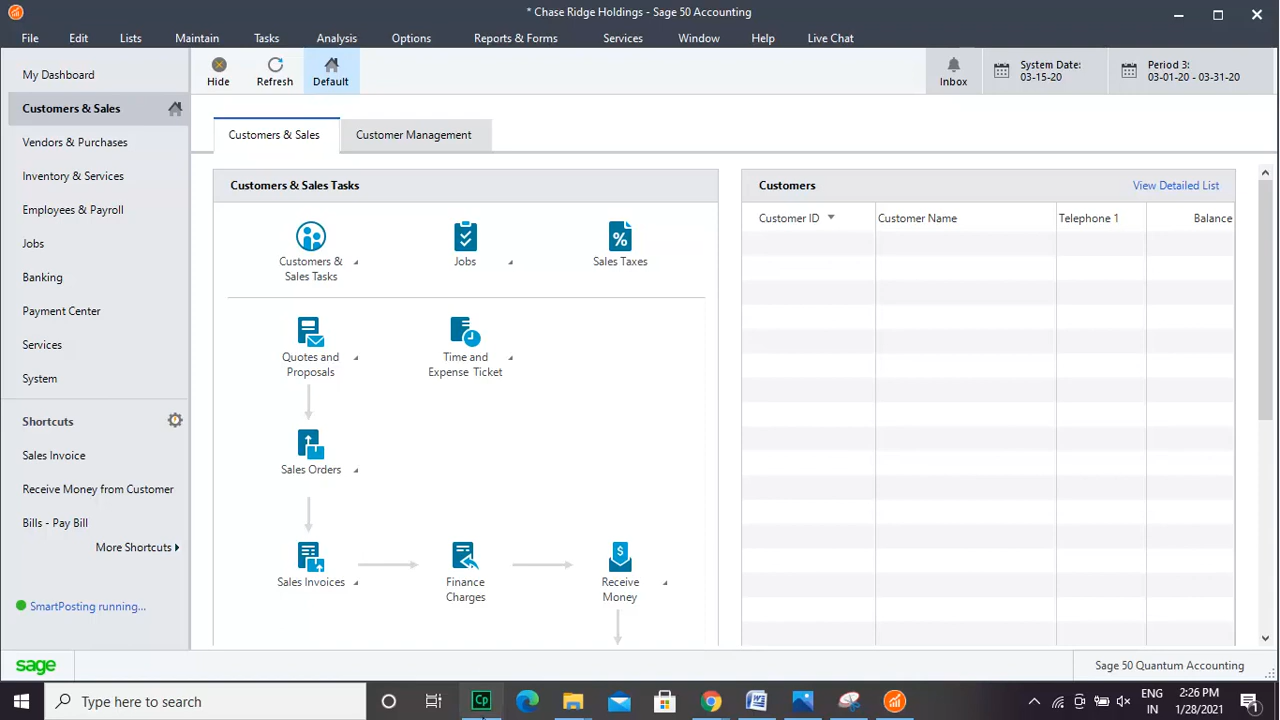 * Chase Ridge Holdings - Sage 50 Accounting
File Edit Lists Maintain Tasks Analysis Options Reports & Forms Services Window Help Live Chat
My Dashboard
Customers & Sales
Vendors & Purchases
Inventory & Services
Employees & Payroll
Jobs
Banking
Payment Center
Services
System
Shortcuts
Sales Invoice
Receive Money from Customer
Bills - Pay Bill
More Shortcuts
SmartPosting running...
Hide Refresh Default
Inbox
System Date:
03-15-20
Period 3:
03-01-20 - 03-31-20
Customers & Sales Customer Management
Customers & Sales Tasks
Customers &
Sales Tasks
Jobs
Sales Taxes
Quotes and
Proposals
Time and
Expense Ticket
Sales Orders
Sales Invoices
Finance
Charges
Receive
Money
Customers View Detailed List
Customer ID Customer Name Telephone 1 Balance
sage
Sage 50 Quantum Accounting
Type here to search
Cp
ENG
IN
2:26 PM
1/28/2021
1